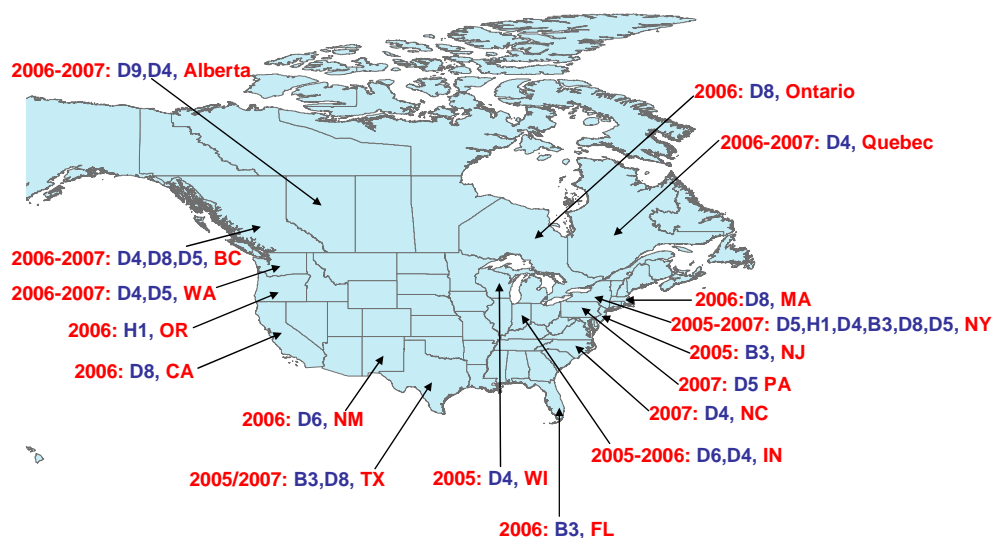 2006-2007: D9,D4, Alberta
2006: D8, Ontario
2006-2007: D4, Quebec
2006-2007: D4,D8,D5, BC
2006-2007: D4,D5, WA
2006: H1, OR
2006: D8, CA
2006: D6, NM
2005/2007: B3,D8, TX
2005: D4, WI
2006: B3, FL
2005-2006: D6,D4, IN
2007: D4, NC
2007: D5 PA
2005: B3, NJ
2005-2007: D5,H1,D4,B3,D8,D5, NY
2006:D8, MA